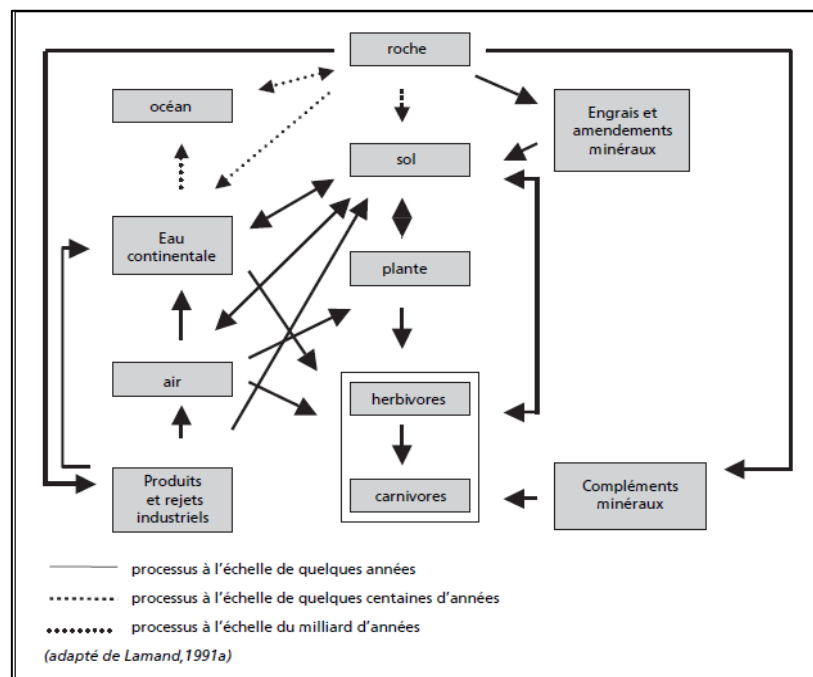 roche
océan
Engrais et
amendements
minéraux
sol
Eau
continentale
plante
air
herbivores
Produits
et rejets
industriels
carnivores
Compléments
minéraux
processus à l'échelle de quelques années
processus à l'échelle de quelques centaines d'années
processus à l'échelle du milliard d'années
(adapté de Lamand,1991a)